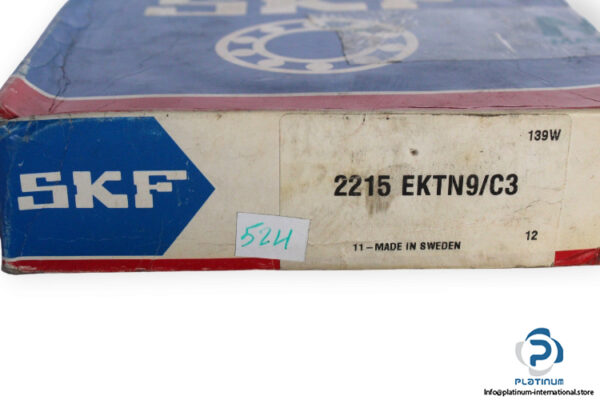 SKF
139W
SKF
2215 EKTN9/C3
524
11-MADE IN SWEDEN
12
PLATINUM
Info@platinum-international.store